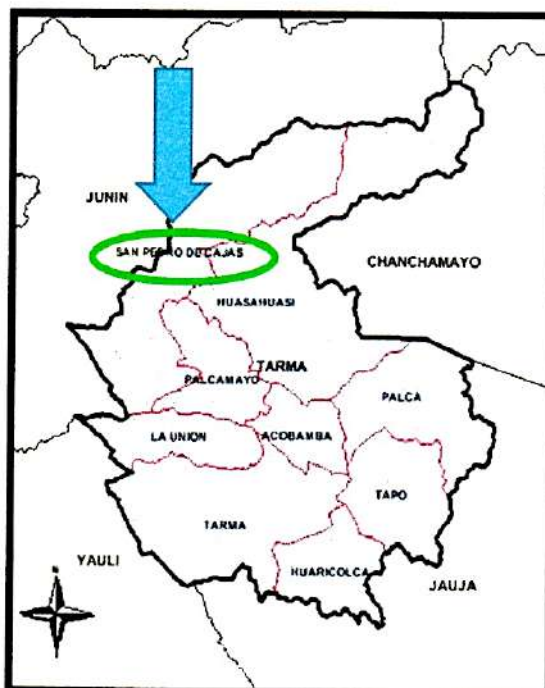 JUNIN
SAN PEDRO DE CAJAS
CHANCHAMAYO
HUASAHUASI
TARMA
PALCAMAYO
PALCA
LA UNION
ACOBAMBA
TAPO
TARMA
YAULI
HUARICOLCA
JAUJA